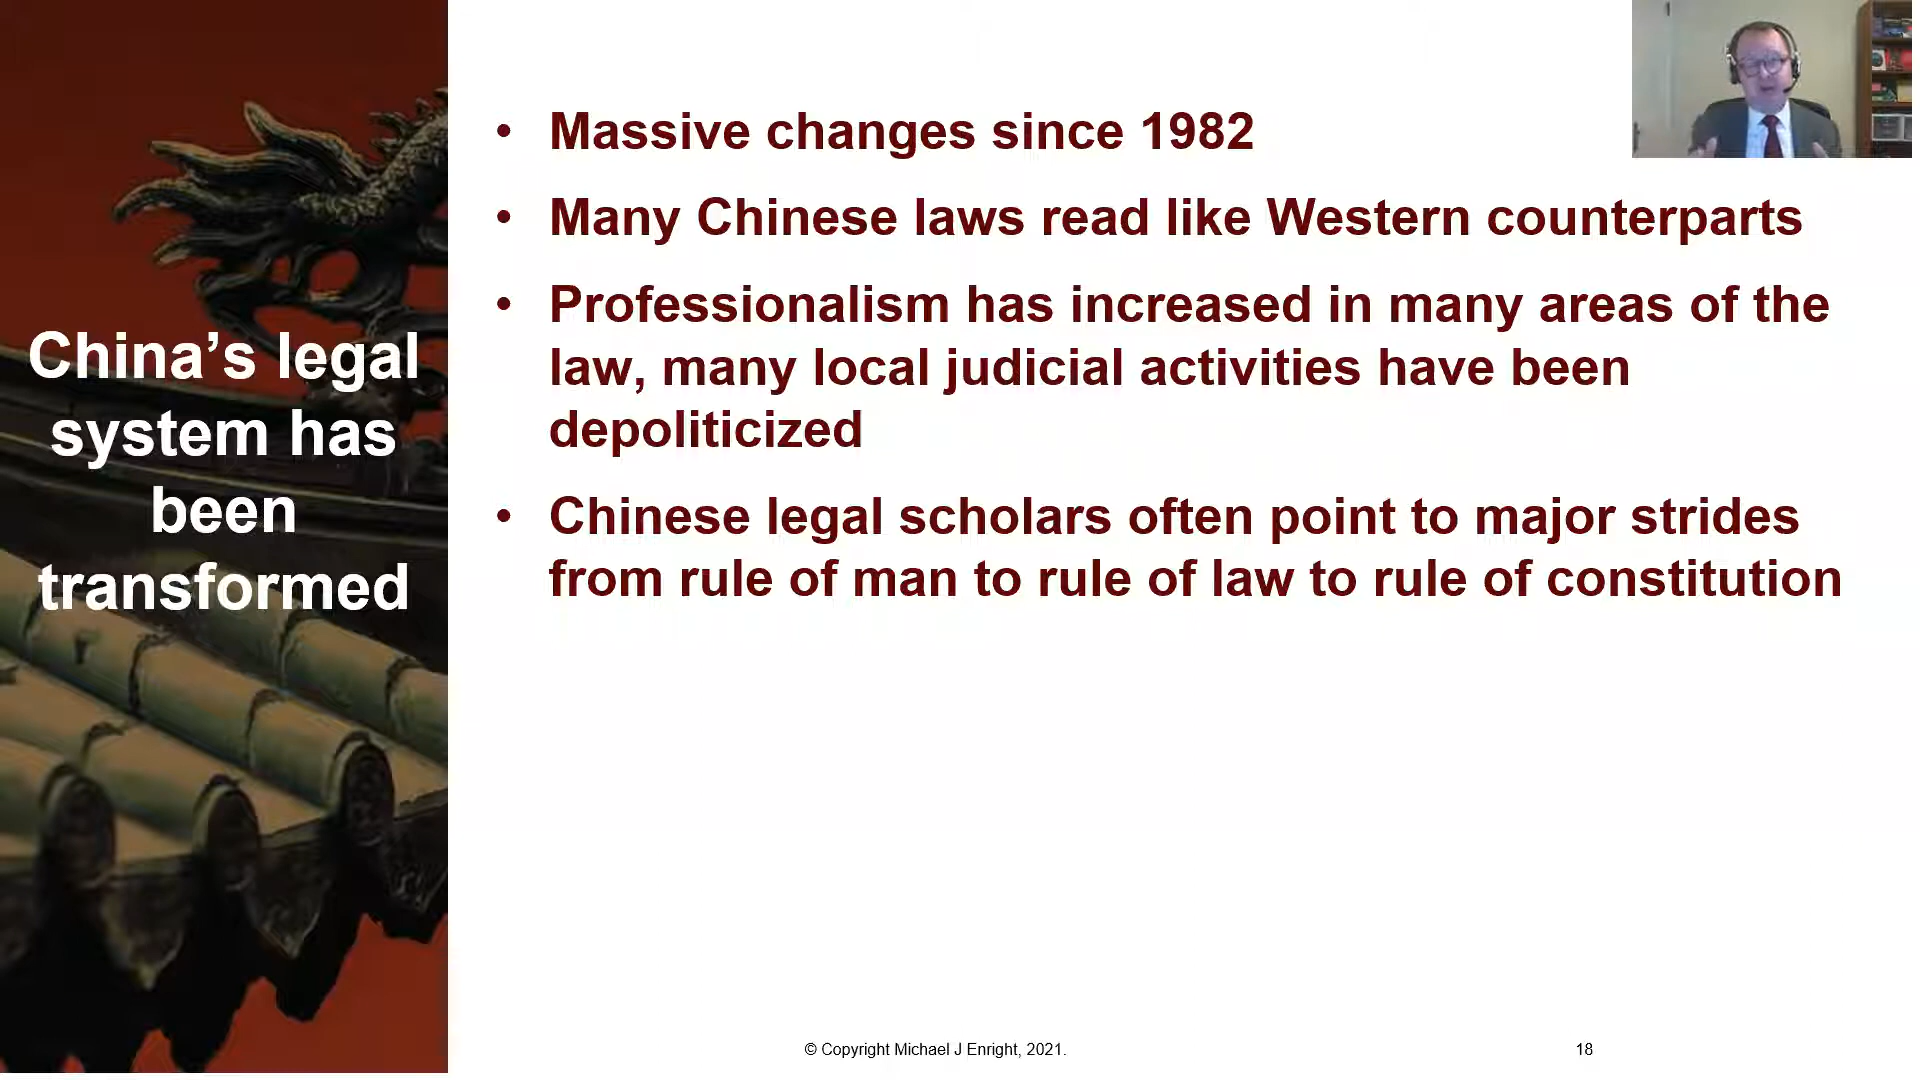 China’s legal
system has
been
transformed
• Massive changes since 1982
• Many Chinese laws read like Western counterparts
• Professionalism has increased in many areas of the
law, many local judicial activities have been
depoliticized
• Chinese legal scholars often point to major strides
from rule of man to rule of law to rule of constitution
© Copyright Michael J Enright, 2021.
18